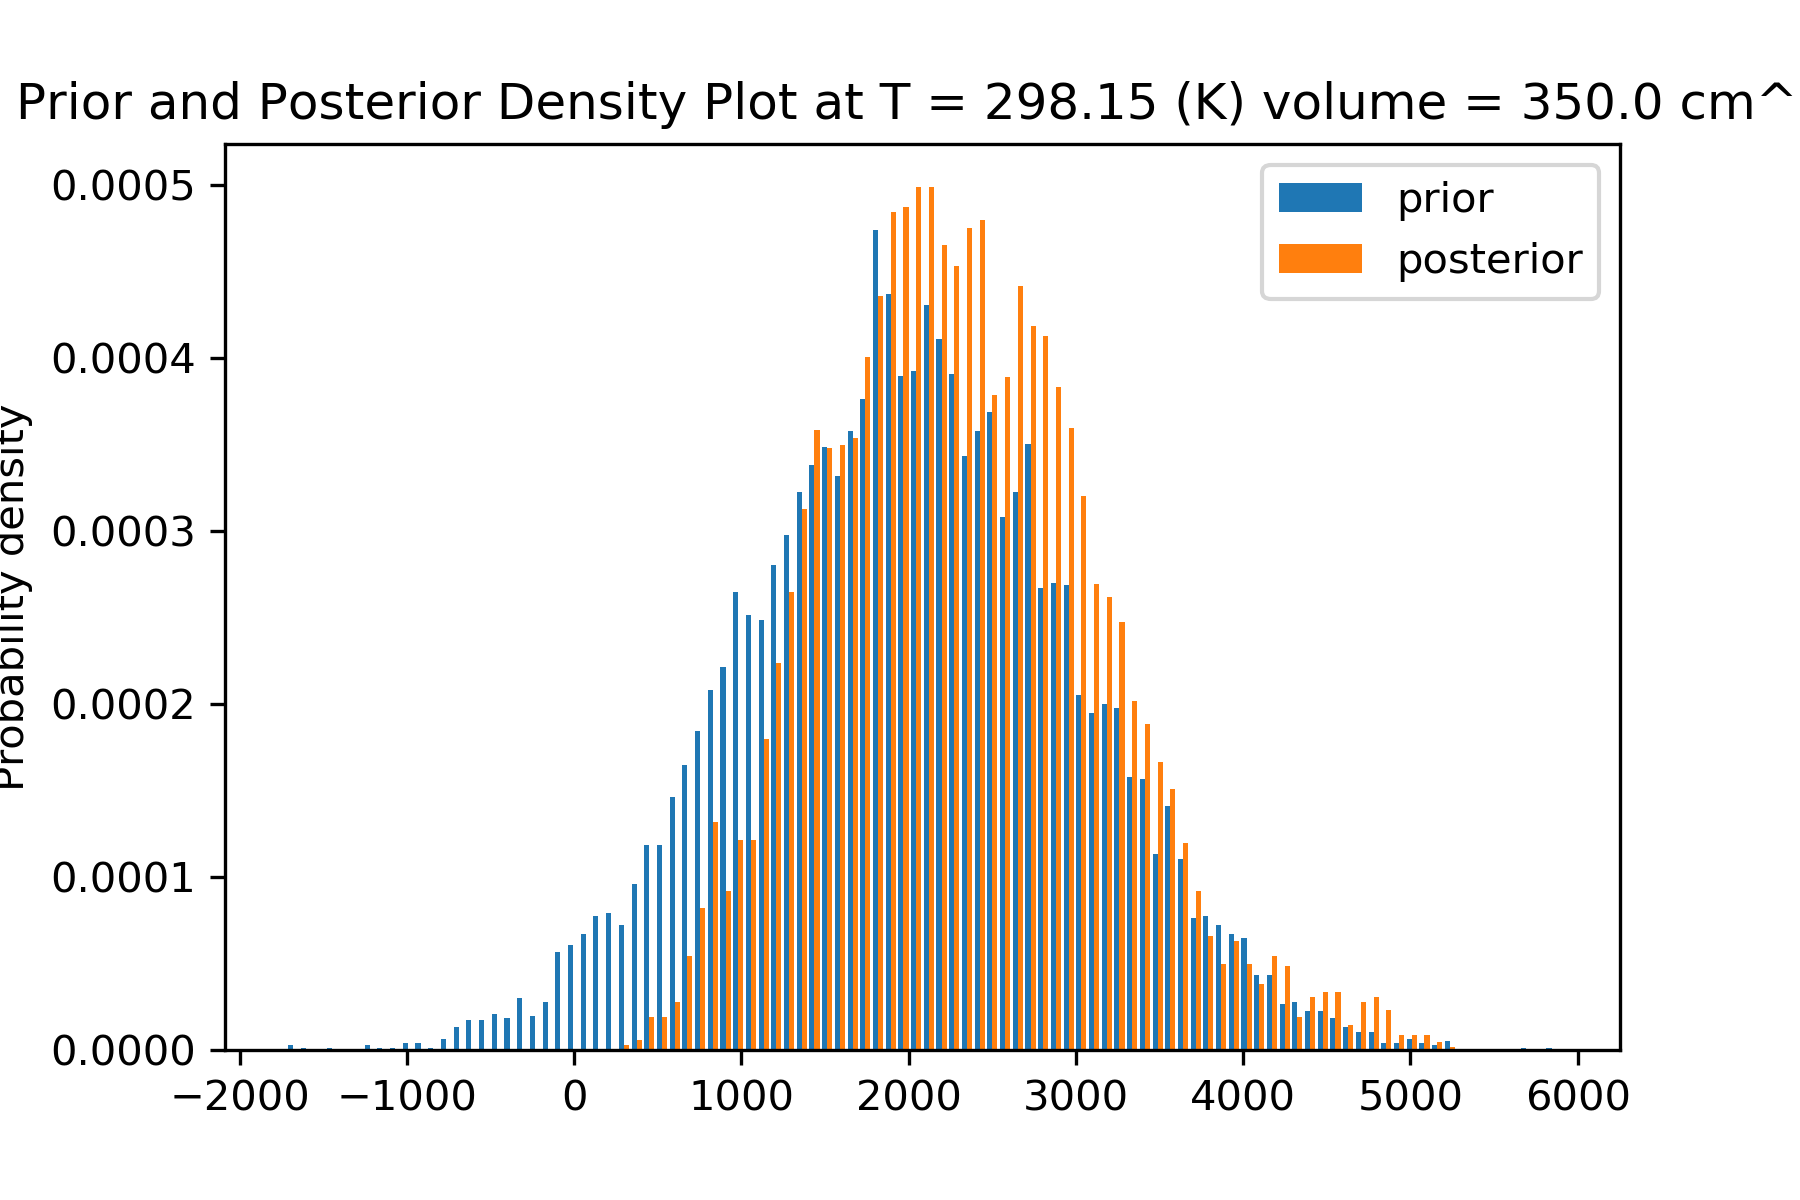 Prior and Posterior Density Plot at T = 298.15 (K) volume = 350.0 cm^
prior
posterior
Probability density
0.0005
0.0004
0.0003
0.0002
0.0001
0.0000
−2000 −1000 0 1000 2000 3000 4000 5000 6000